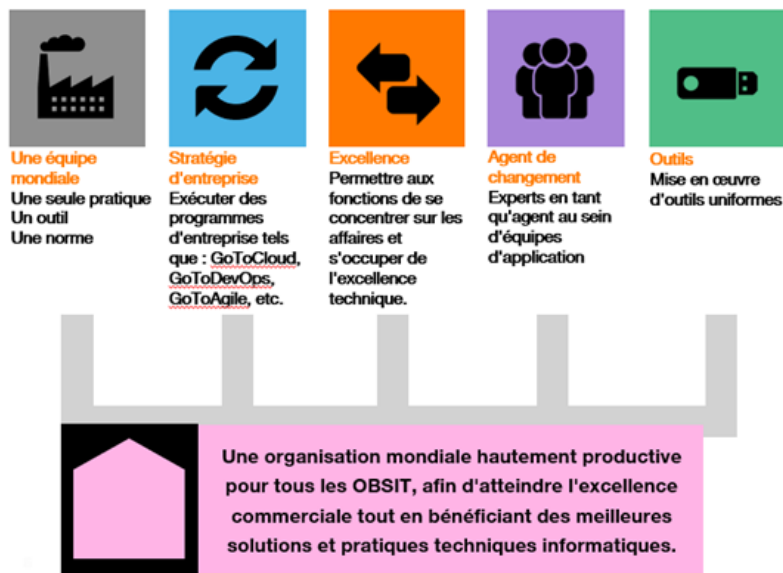 Une équipe
mondiale
Une seule pratique
Un outil
Une norme
Stratégie
d'entreprise
Exécuter des
programmes
d'entreprise tels
que : GoToCloud,
GoToDevOps,
GoToAgile, etc.
Excellence
Permettre aux
fonctions de se
concentrer sur les
affaires et
s'occuper de
l'excellence
technique.
Agent de
changement
Experts en tant
qu'agent au sein
d'équipes
d'application
Outils
Mise en œuvre
d'outils uniformes
Une organisation mondiale hautement productive
pour tous les OBSIT, afin d'atteindre l'excellence
commerciale tout en bénéficiant des meilleures
solutions et pratiques techniques informatiques.